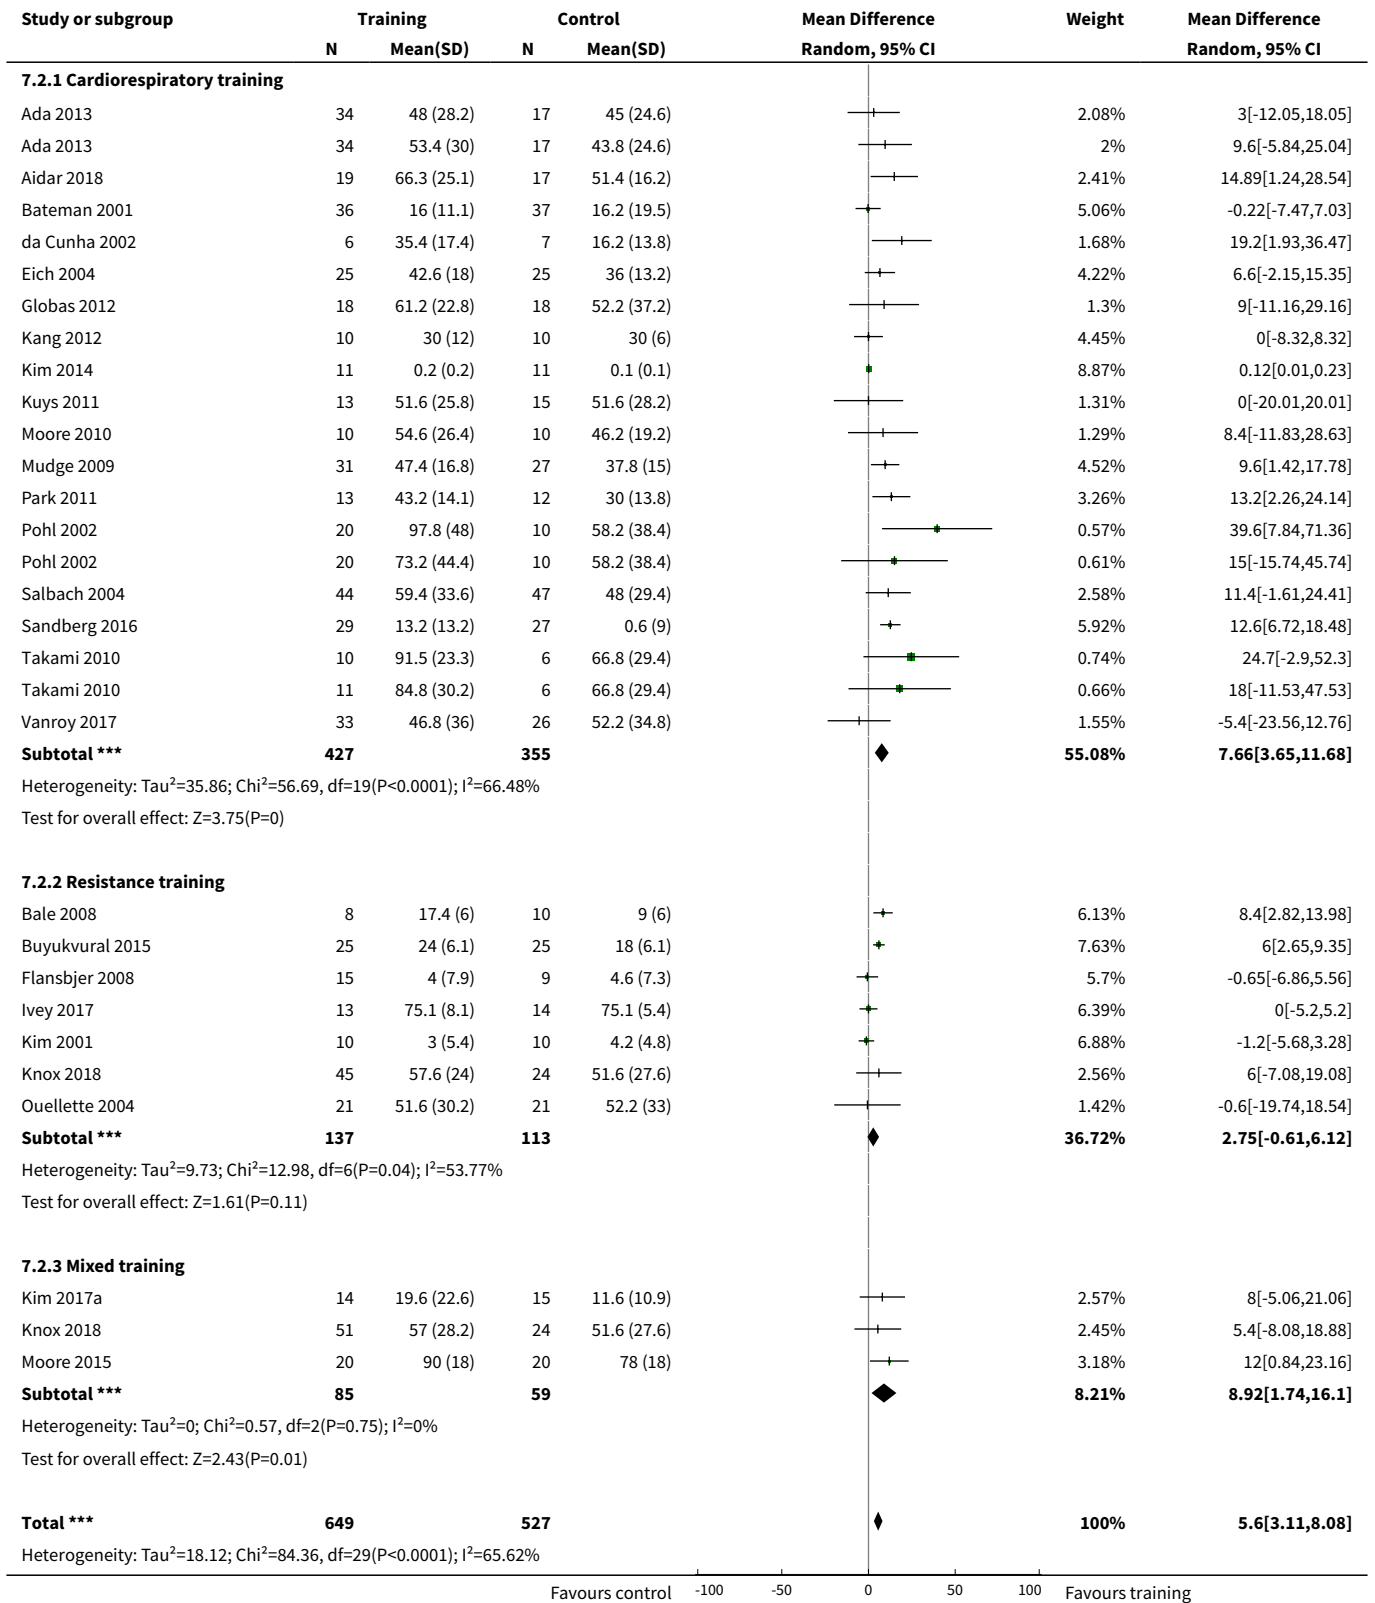 Study or subgroup Training Control Mean Difference Weight Mean Difference
N Mean(SD) N Mean(SD) Random, 95% CI Random, 95% CI
7.2.1 Cardiorespiratory training
Ada 2013 34 48 (28.2) 17 45 (24.6) 2.08% 3[-12.05,18.05]
Ada 2013 34 53.4 (30) 17 43.8 (24.6) 2% 9.6[-5.84,25.04]
Aidar 2018 19 66.3 (25.1) 17 51.4 (16.2) 2.41% 14.89[1.24,28.54]
Bateman 2001 36 16 (11.1) 37 16.2 (19.5) 5.06% -0.22[-7.47,7.03]
da Cunha 2002 6 35.4 (17.4) 7 16.2 (13.8) 1.68% 19.2[1.93,36.47]
Eich 2004 25 42.6 (18) 25 36 (13.2) 4.22% 6.6[-2.15,15.35]
Globas 2012 18 61.2 (22.8) 18 52.2 (37.2) 1.3% 9[-11.16,29.16]
Kang 2012 10 30 (12) 10 30 (6) 4.45% 0[-8.32,8.32]
Kim 2014 11 0.2 (0.2) 11 0.1 (0.1) 8.87% 0.12[0.01,0.23]
Kuys 2011 13 51.6 (25.8) 15 51.6 (28.2) 1.31% 0[-20.01,20.01]
Moore 2010 10 54.6 (26.4) 10 46.2 (19.2) 1.29% 8.4[-11.83,28.63]
Mudge 2009 31 47.4 (16.8) 27 37.8 (15) 4.52% 9.6[1.42,17.78]
Park 2011 13 43.2 (14.1) 12 30 (13.8) 3.26% 13.2[2.26,24.14]
Pohl 2002 20 97.8 (48) 10 58.2 (38.4) 0.57% 39.6[7.84,71.36]
Pohl 2002 20 73.2 (44.4) 10 58.2 (38.4) 0.61% 15[-15.74,45.74]
Salbach 2004 44 59.4 (33.6) 47 48 (29.4) 2.58% 11.4[-1.61,24.41]
Sandberg 2016 29 13.2 (13.2) 27 0.6 (9) 5.92% 12.6[6.72,18.48]
Takami 2010 10 91.5 (23.3) 6 66.8 (29.4) 0.74% 24.7[-2.9,52.3]
Takami 2010 11 84.8 (30.2) 6 66.8 (29.4) 0.66% 18[-11.53,47.53]
Vanroy 2017 33 46.8 (36) 26 52.2 (34.8) 1.55% -5.4[-23.56,12.76]
Subtotal *** 427 355 55.08% 7.66[3.65,11.68]
Heterogeneity: Tau²=35.86; Chi²=56.69, df=19(P<0.0001); I²=66.48%
Test for overall effect: Z=3.75(P=0)
7.2.2 Resistance training
Bale 2008 8 17.4 (6) 10 9 (6) 6.13% 8.4[2.82,13.98]
Buyukvural 2015 25 24 (6.1) 25 18 (6.1) 7.63% 6[2.65,9.35]
Flansbjer 2008 15 4 (7.9) 9 4.6 (7.3) 5.7% -0.65[-6.86,5.56]
Ivey 2017 13 75.1 (8.1) 14 75.1 (5.4) 6.39% 0[-5.2,5.2]
Kim 2001 10 3 (5.4) 10 4.2 (4.8) 6.88% -1.2[-5.68,3.28]
Knox 2018 45 57.6 (24) 24 51.6 (27.6) 2.56% 6[-7.08,19.08]
Ouellette 2004 21 51.6 (30.2) 21 52.2 (33) 1.42% -0.6[-19.74,18.54]
Subtotal *** 137 113 36.72% 2.75[-0.61,6.12]
Heterogeneity: Tau²=9.73; Chi²=12.98, df=6(P=0.04); I²=53.77%
Test for overall effect: Z=1.61(P=0.11)
7.2.3 Mixed training
Kim 2017a 14 19.6 (22.6) 15 11.6 (10.9) 2.57% 8[-5.06,21.06]
Knox 2018 51 57 (28.2) 24 51.6 (27.6) 2.45% 5.4[-8.08,18.88]
Moore 2015 20 90 (18) 20 78 (18) 3.18% 12[0.84,23.16]
Subtotal *** 85 59 8.21% 8.92[1.74,16.1]
Heterogeneity: Tau²=0; Chi²=0.57, df=2(P=0.75); I²=0%
Test for overall effect: Z=2.43(P=0.01)
Total *** 649 527 100% 5.6[3.11,8.08]
Heterogeneity: Tau²=18.12; Chi²=84.36, df=29(P<0.0001); I²=65.62%
Favours control -100 -50 0 50 100 Favours training